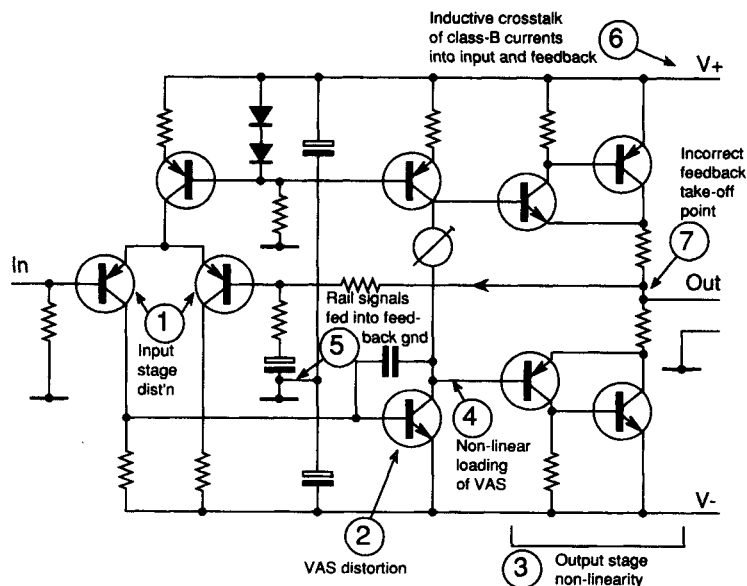 Inductive crosstalk
of class-B currents
into input and feedback
6
V+
Incorrect
feedback
take-off
point
7
In
Out
1
Input
stage
dist'n
Rail signals
fed into feed-
back gnd
5
4
Non-linear
loading
of VAS
2
VAS distortion
V-
3
Output stage
non-linearity